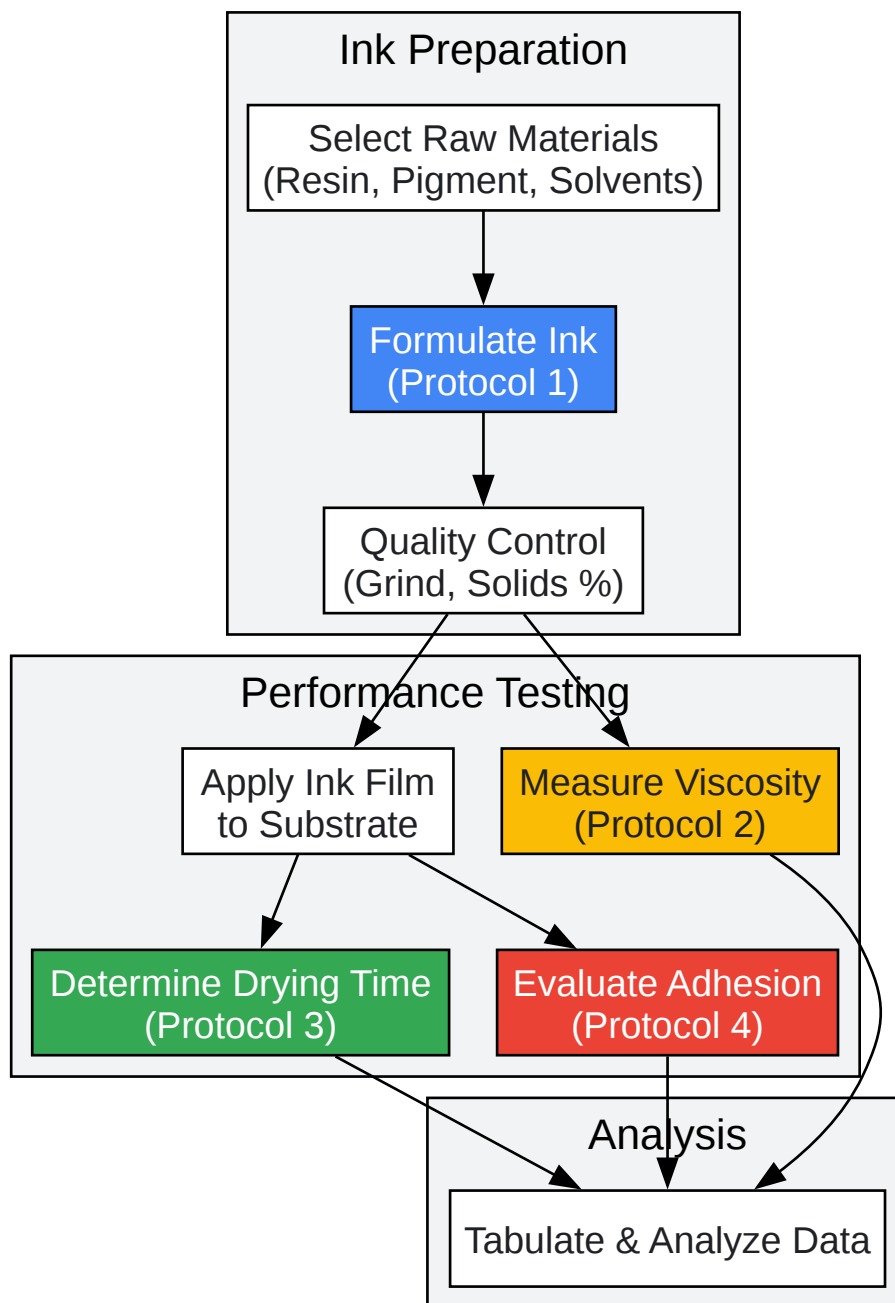 Ink Preparation
Select Raw Materials
(Resin, Pigment, Solvents)
Formulate Ink
(Protocol 1)
Quality Control
(Grind, Solids %)
Performance Testing
Apply Ink Film
to Substrate
Measure Viscosity
(Protocol 2)
Determine Drying Time
(Protocol 3)
Evaluate Adhesion
(Protocol 4)
Analysis
Tabulate & Analyze Data